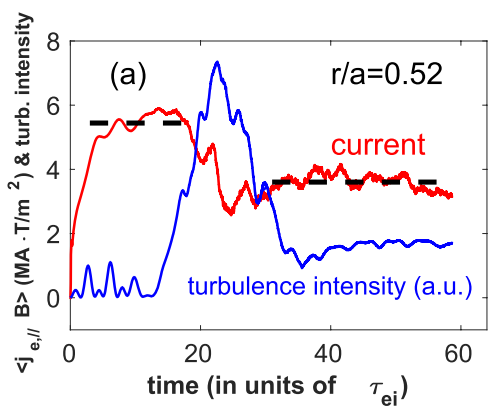 (a)
r/a=0.52
current
turbulence intensity (a.u.)
<j e,// B> (MA · T/m 2 ) & turb. intensity
8
6
4
2
0
0 20 40 60
time (in units of τ ei )